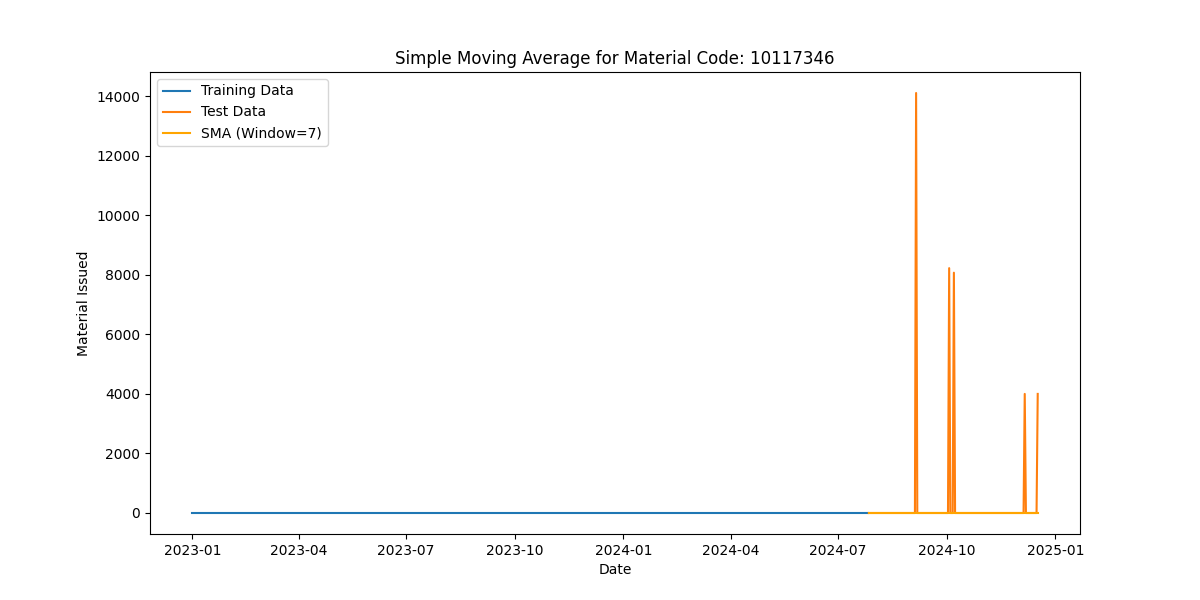 Simple Moving Average for Material Code: 10117346
Training Data
Test Data
SMA (Window=7)
14000
12000
10000
8000
6000
4000
2000
0
Material Issued
2023-01 2023-04 2023-07 2023-10 2024-01 2024-04 2024-07 2024-10 2025-01
Date